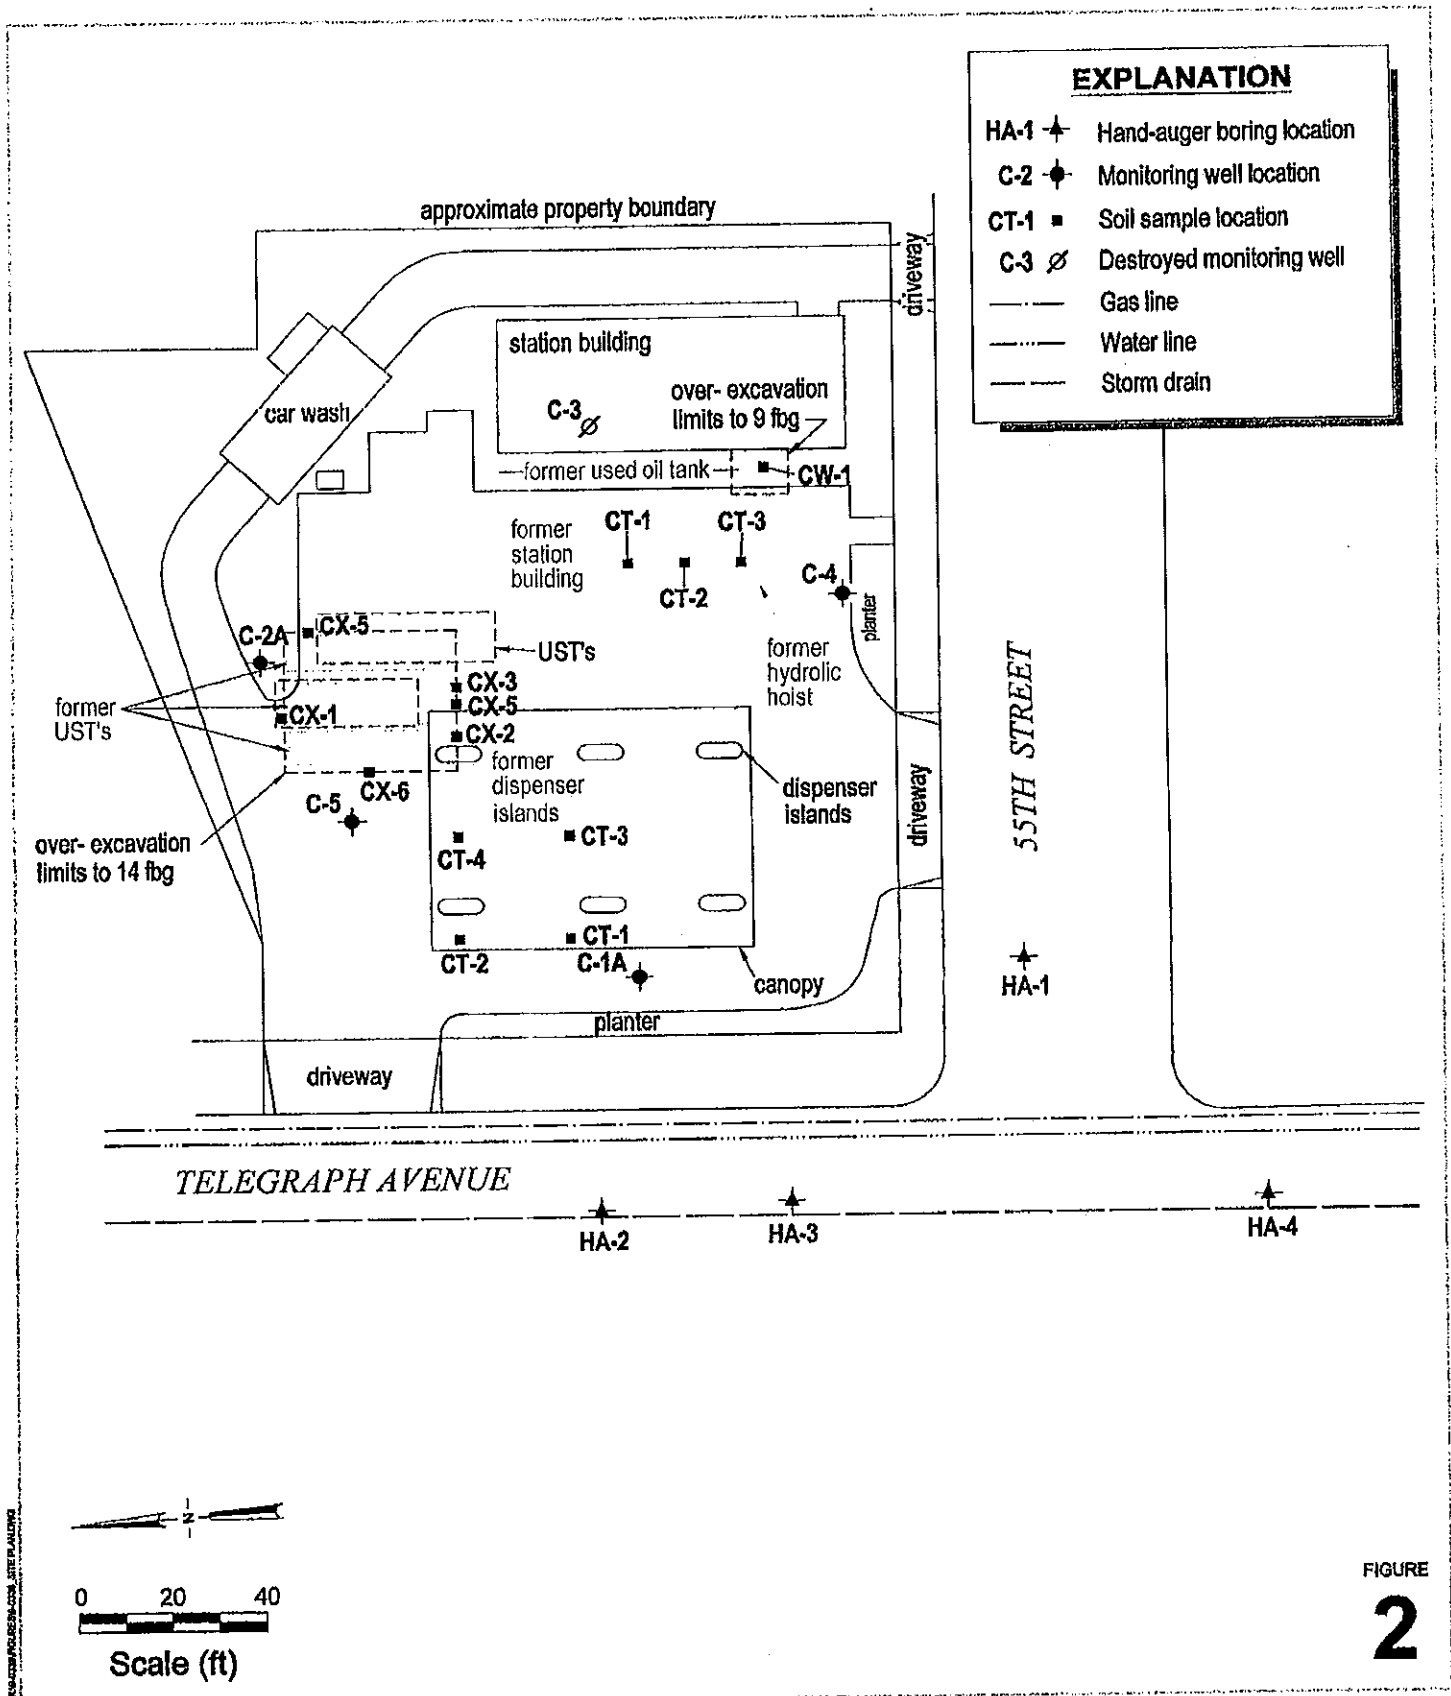 EXPLANATION
HA-1 Hand-auger boring location
C-2 Monitoring well location
CT-1 Soil sample location
C-3 Destroyed monitoring well
Gas line
Water line
Storm drain
approximate property boundary
driveway
station building
car wash
C-3
over- excavation
limits to 9 fbg
former used oil tank
CW-1
former
station
building
CT-1
CT-3
CT-2
C-4
planter
former
hydrolic
hoist
C-2A
CX-5
UST's
CX-3
CX-5
CX-2
former
UST's
CX-1
former
dispenser
islands
dispenser
islands
CX-6
C-5
over- excavation
limits to 14 fbg
CT-4
CT-3
driveway
55TH STREET
CT-1
CT-2
C-1A
canopy
HA-1
planter
driveway
TELEGRAPH AVENUE
HA-2
HA-3
HA-4
N
0 20 40
Scale (ft)
FIGURE
2